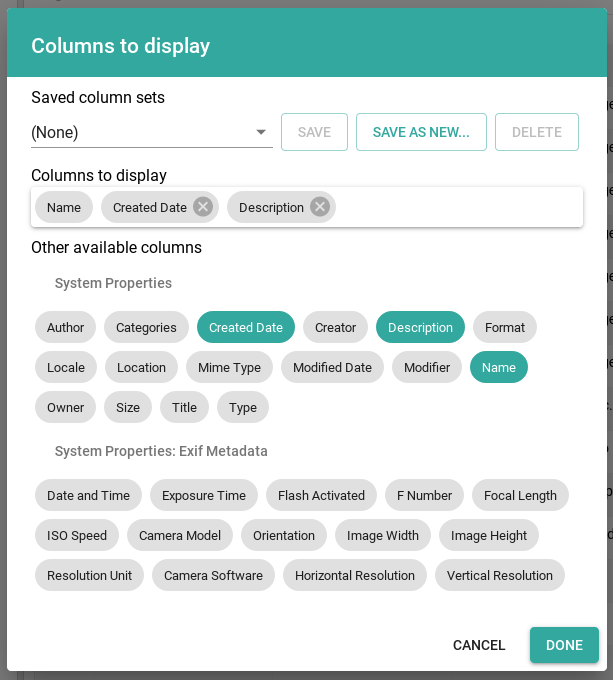 Columns to display
Saved column sets
(None)
SAVE
SAVE AS NEW...
DELETE
Columns to display
Name Created Date Description
Other available columns
System Properties
Author Categories Created Date Creator Description Format
Locale Location Mime Type Modified Date Modifier Name
Owner Size Title Type
System Properties: Exif Metadata
Date and Time Exposure Time Flash Activated F Number Focal Length
ISO Speed Camera Model Orientation Image Width Image Height
Resolution Unit Camera Software Horizontal Resolution Vertical Resolution
CANCEL DONE